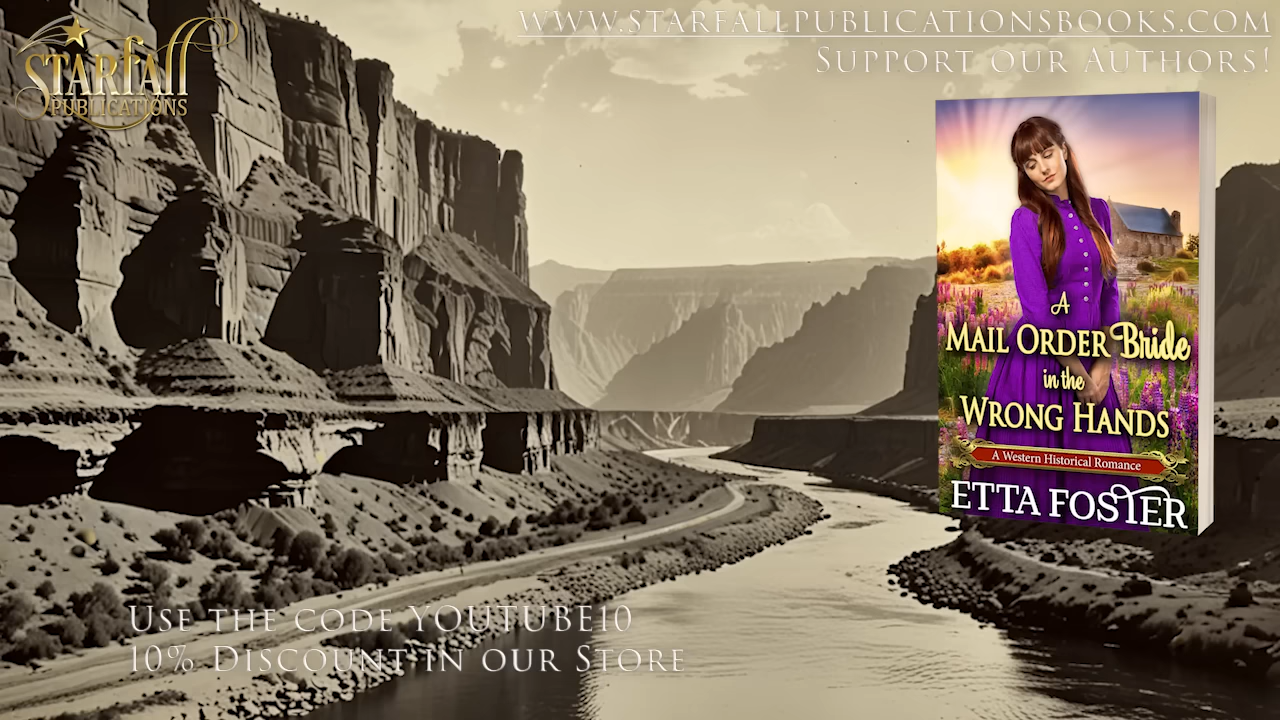 STARfall
PUBLICATIONS
WWW.STARFALLPUBLICATIONSBOOKS.COM
SUPPORT OUR AUTHORS!
A
MAIL ORDER Bride
in the
WRONG HANDS
A Western Historical Romance
ETTA FOSTER
USE THE CODE YOUTUBE10
10% DISCOUNT IN OUR STORE